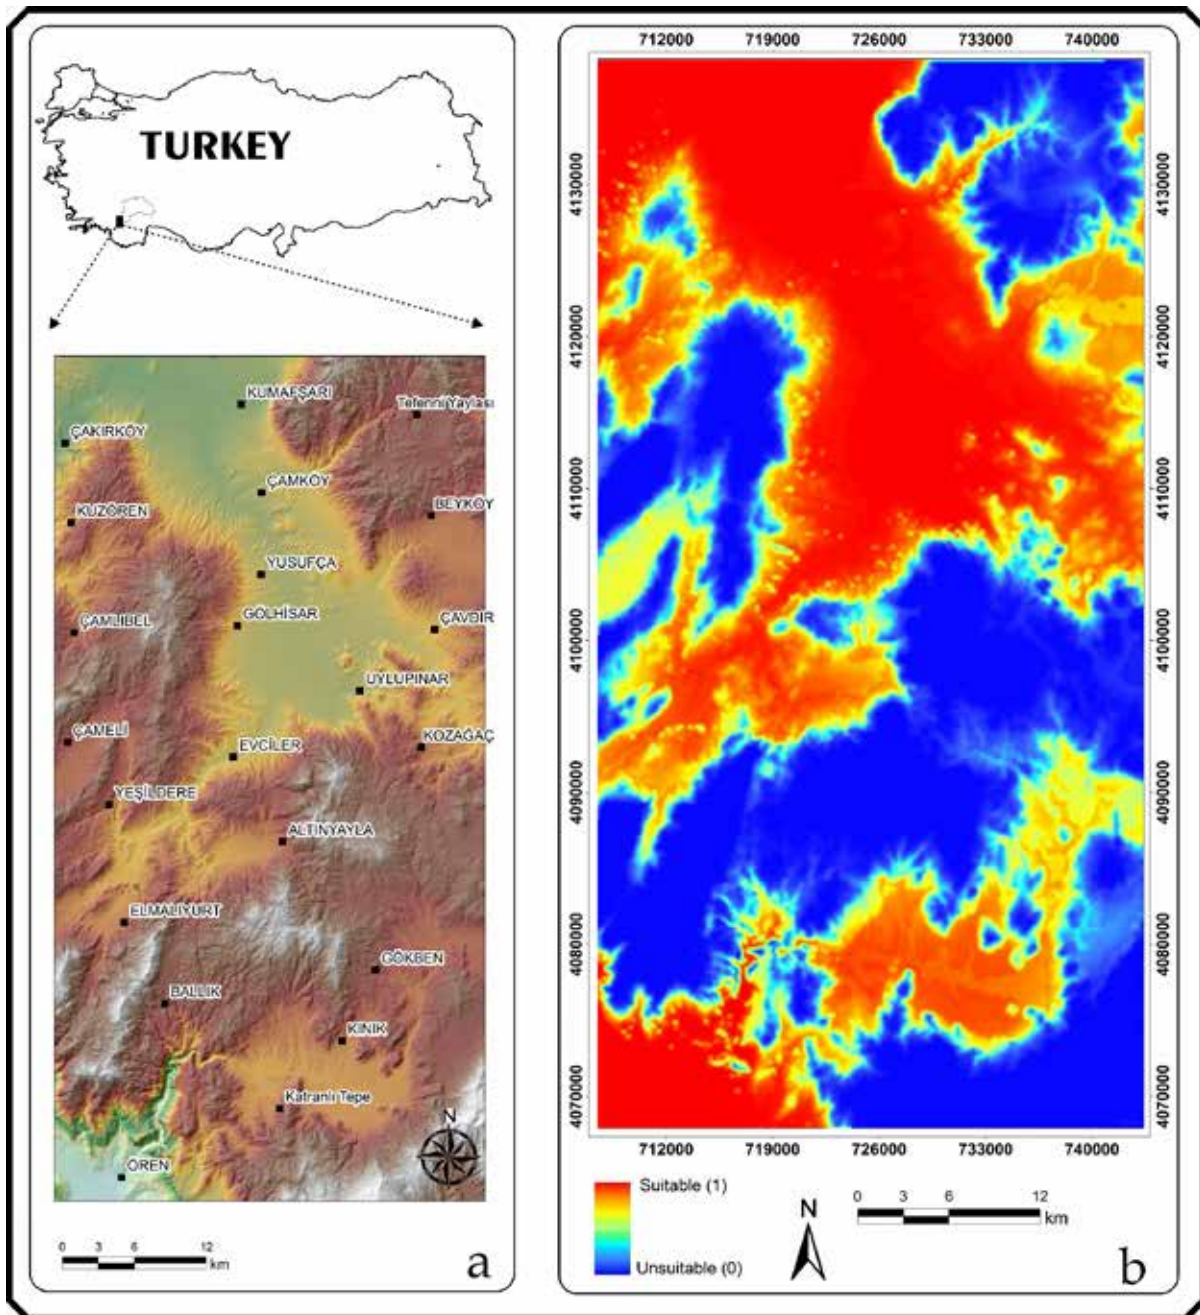 TURKEY
KUMAFŞARI
Tefenni Yaylası
ÇAKIRKÖY
ÇAMKÖY
KUZÖREN
BEYKÖY
YUSUFÇA
GÖLHİSAR
ÇAMLIBEL
ÇAVDIR
UYLUPINAR
ÇAMELİ
EVCİLER
KOZAĞAÇ
YEŞİLDERE
ALTINYAYLA
ELMALIYURT
GÖKBEN
BALLIK
KINIK
Katranlı Tepe
N
ÖREN
0 3 6 12
km
a
712000 719000 726000 733000 740000
4130000 4130000
4120000 4120000
4110000 4110000
4100000 4100000
4090000 4090000
4080000 4080000
4070000 4070000
712000 719000 726000 733000 740000
Suitable (1)
Unsuitable (0)
N
0 3 6 12
km
b